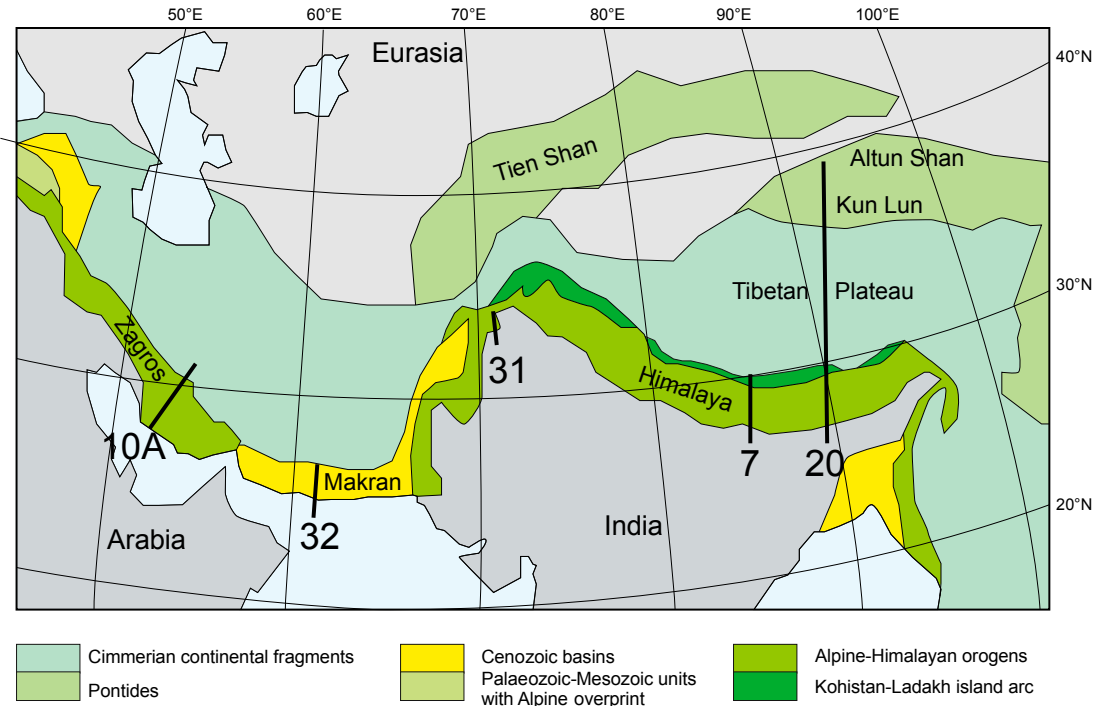 50°E 60°E 70°E 80°E 90°E 100°E
Eurasia
40°N
Tien Shan
Altun Shan
Kun Lun
30°N
Tibetan Plateau
Zagros
31
Himalaya
10A
7
20
Makran
20°N
32
Arabia
India
Cimmerian continental fragments
Pontides
Cenozoic basins
Palaeozoic-Mesozoic units
with Alpine overprint
Alpine-Himalayan orogens
Kohistan-Ladakh island arc